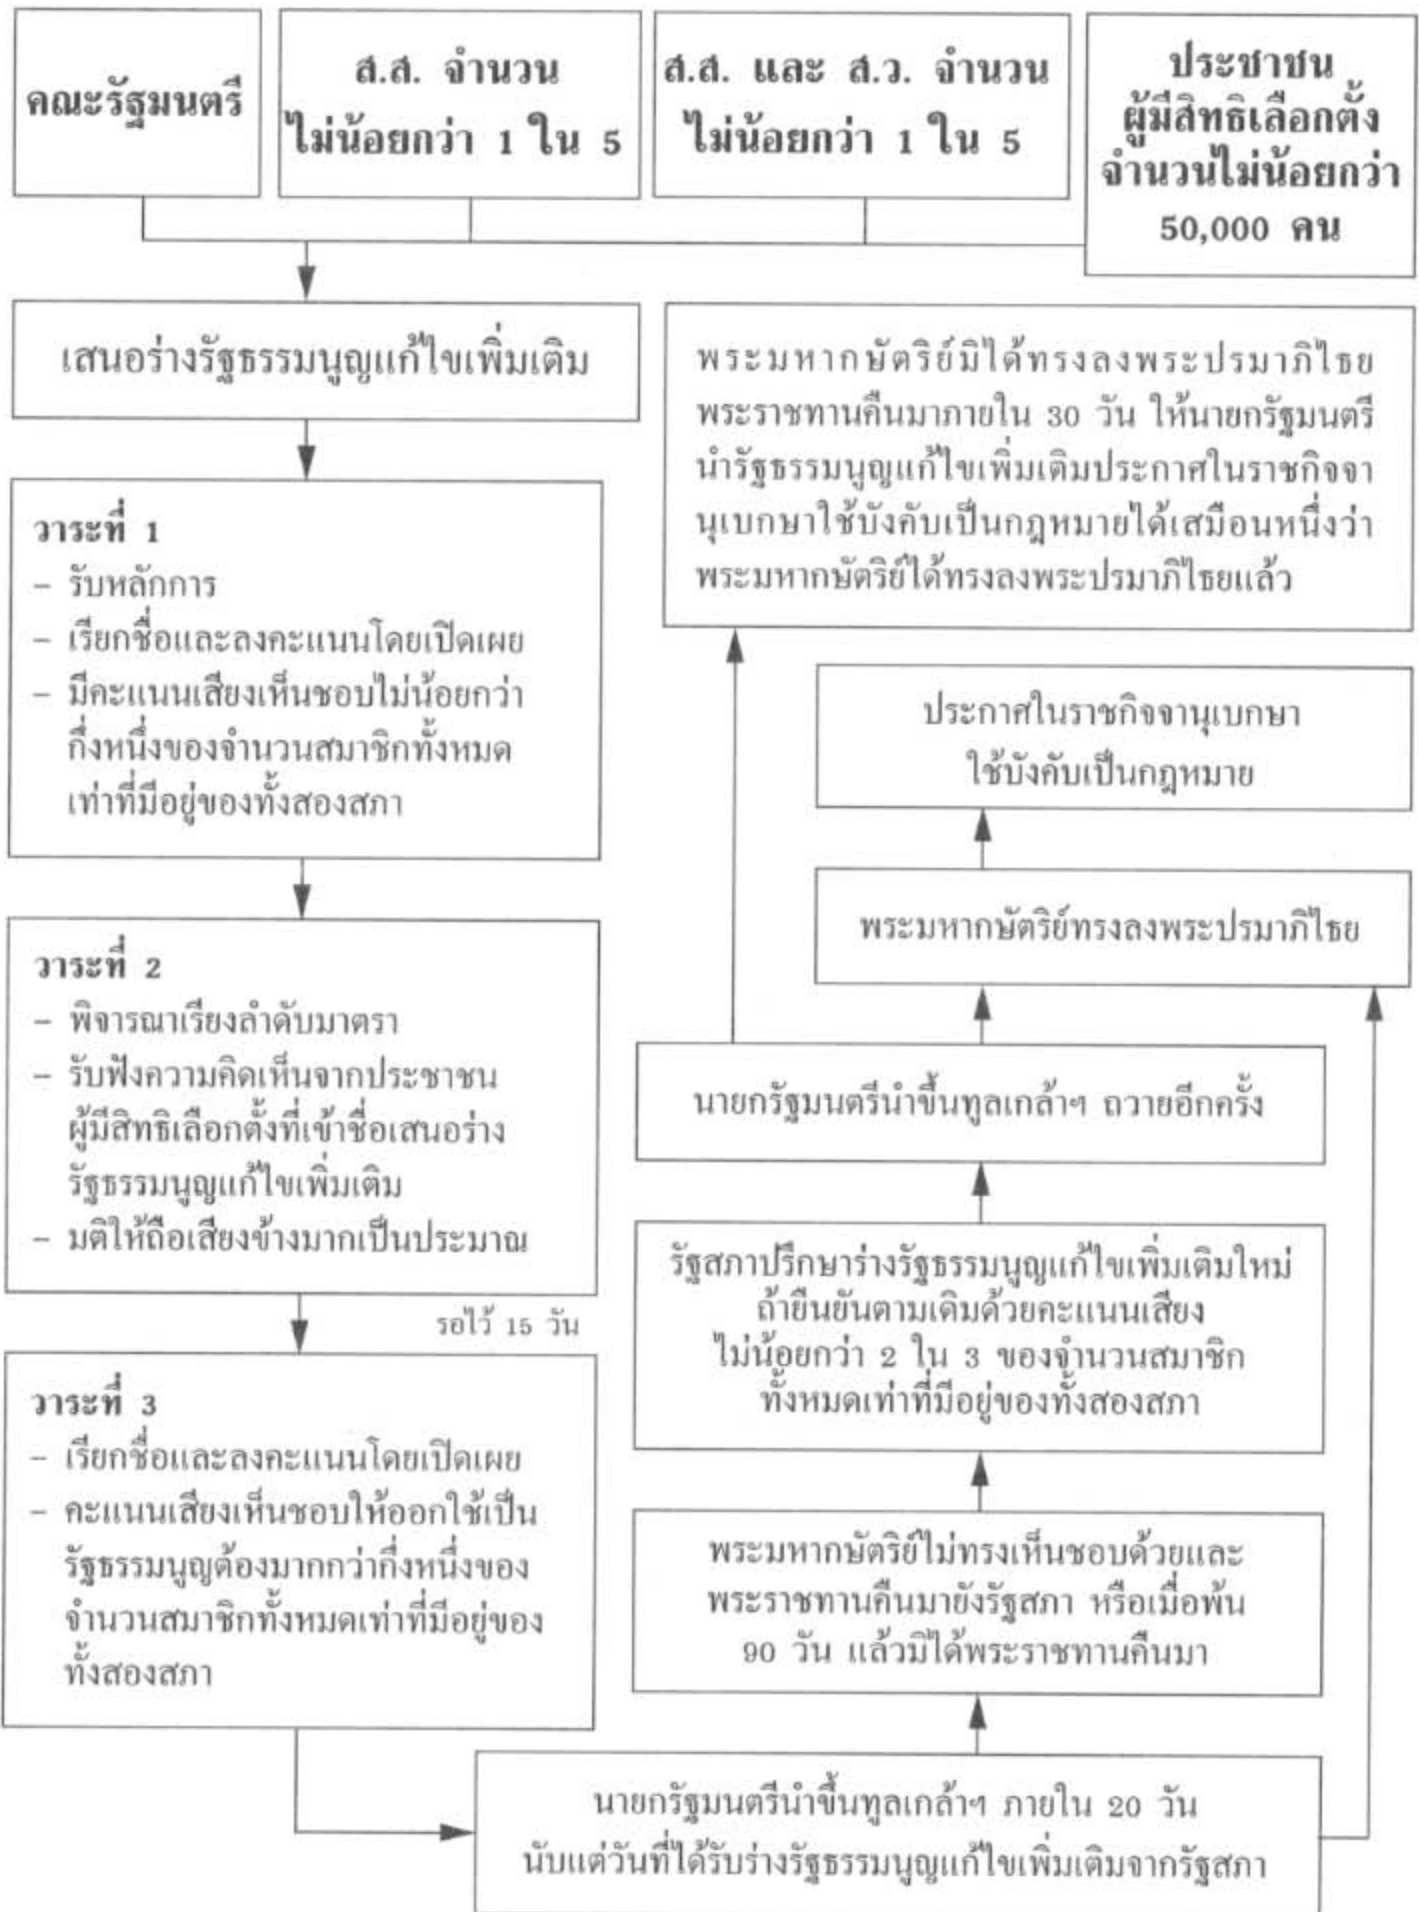 คณะรัฐมนตรี
ส.ส. จำนวน
ไม่น้อยกว่า 1 ใน 5
ส.ส. และ ส.ว. จำนวน
ไม่น้อยกว่า 1 ใน 5
ประชาชน
ผู้มีสิทธิเลือกตั้ง
จำนวนไม่น้อยกว่า
50,000 คน
เสนอร่างรัฐธรรมนูญแก้ไขเพิ่มเติม
วาระที่ 1
– รับหลักการ
– เรียกชื่อและลงคะแนนโดยเปิดเผย
– มีคะแนนเสียงเห็นชอบไม่น้อยกว่า
กึ่งหนึ่งของจำนวนสมาชิกทั้งหมด
เท่าที่มีอยู่ของทั้งสองสภา
วาระที่ 2
– พิจารณาเรียงลำดับมาตรา
– รับฟังความคิดเห็นจากประชาชน
ผู้มีสิทธิเลือกตั้งที่เข้าชื่อเสนอร่าง
รัฐธรรมนูญแก้ไขเพิ่มเติม
– มติให้ถือเสียงข้างมากเป็นประมาณ
รอไว้ 15 วัน
วาระที่ 3
– เรียกชื่อและลงคะแนนโดยเปิดเผย
– คะแนนเสียงเห็นชอบให้ออกใช้เป็น
รัฐธรรมนูญต้องมากกว่ากึ่งหนึ่งของ
จำนวนสมาชิกทั้งหมดเท่าที่มีอยู่ของ
ทั้งสองสภา
นายกรัฐมนตรีนำขึ้นทูลเกล้าฯ ภายใน 20 วัน
นับแต่วันที่ได้รับร่างรัฐธรรมนูญแก้ไขเพิ่มเติมจากรัฐสภา
พระมหากษัตริย์ไม่ทรงเห็นชอบด้วยและ
พระราชทานคืนมายังรัฐสภา หรือเมื่อพ้น
90 วัน แล้วมิได้พระราชทานคืนมา
รัฐสภาปรึกษาร่างรัฐธรรมนูญแก้ไขเพิ่มเติมใหม่
ถ้ายืนยันตามเดิมด้วยคะแนนเสียง
ไม่น้อยกว่า 2 ใน 3 ของจำนวนสมาชิก
ทั้งหมดเท่าที่มีอยู่ของทั้งสองสภา
นายกรัฐมนตรีนำขึ้นทูลเกล้าฯ ถวายอีกครั้ง
พระมหากษัตริย์ทรงลงพระปรมาภิไธย
ประกาศในราชกิจจานุเบกษา
ใช้บังคับเป็นกฎหมาย
พระมหากษัตริย์มิได้ทรงลงพระปรมาภิไธย
พระราชทานคืนมาภายใน 30 วัน ให้นายกรัฐมนตรี
นำรัฐธรรมนูญแก้ไขเพิ่มเติมประกาศในราชกิจจา
นุเบกษาใช้บังคับเป็นกฎหมายได้เสมือนหนึ่งว่า
พระมหากษัตริย์ได้ทรงลงพระปรมาภิไธยแล้ว